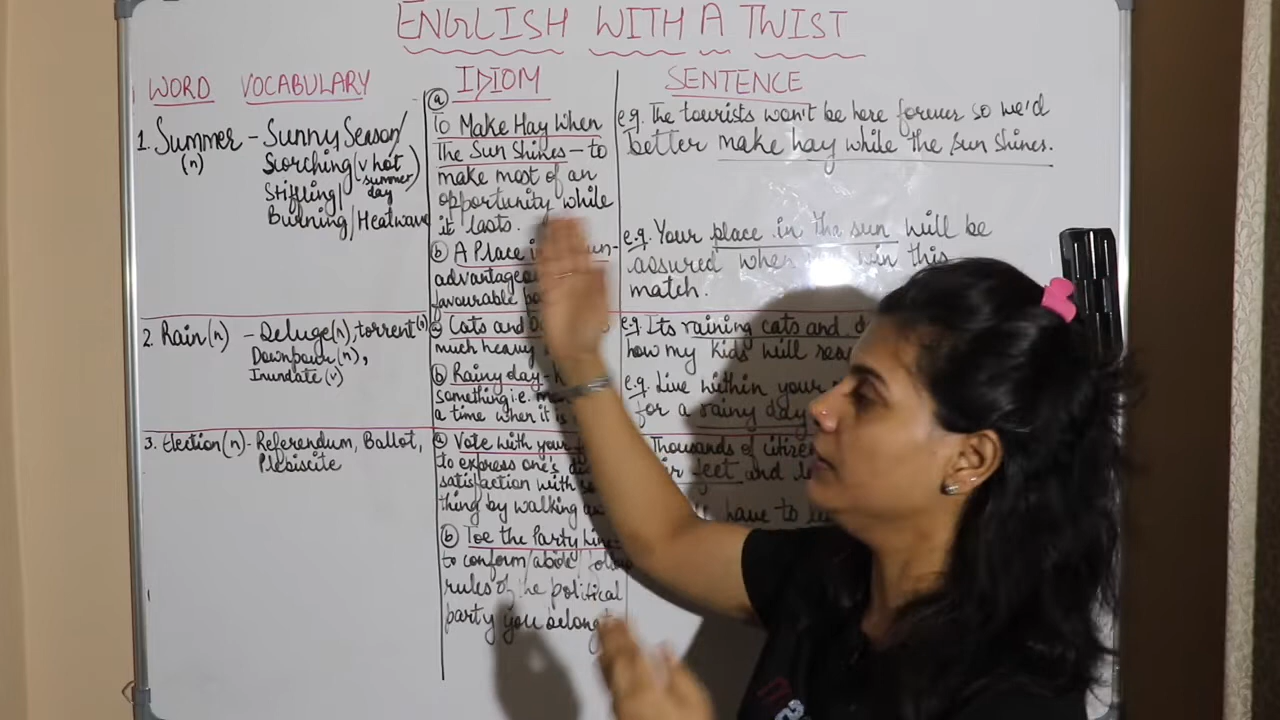 ENGLISH WITH A TWIST
WORD VOCABULARY IDIOM SENTENCE
1. Summer - Sunny Season/
(n) Scorching (v hot
summer
Stiffling/ day)
Burning/Heatwave
(a)
To Make Hay When
The Sun Shines - to
make most of an
opportunity while
it lasts.
e.g. The tourists won't be here forever so we'd
better make hay while the sun shines.
(b) A Place
advantageou
favourable
e.g. Your place in the sun will be
assured when win this
match.
2. Rain (n) - Deluge (n), torrent (n)
Downpour (n),
Inundate (v)
(a) Cats and
much heavy
(b) Rainy day -
something i.e.
a time when it is
e.g. Its raining cats and
how my kids will
e.g. Live within your
for a rainy day
3. Election (n) - Referendum, Ballot,
Plebiscite
(a) Vote with your
to express one's
satisfaction with
thing by walking
(b) Toe the Party Line
to conform/abide/
rules of the political
party you belong
Thousands of citizen
feet and
have to